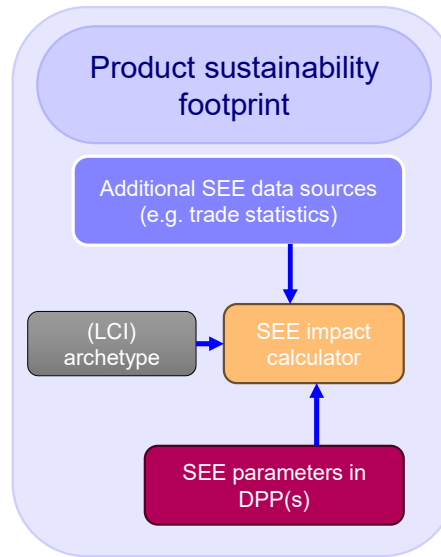 Product sustainability
footprint
Additional SEE data sources
(e.g. trade statistics)
(LCI)
archetype
SEE impact
calculator
SEE parameters in
DPP(s)